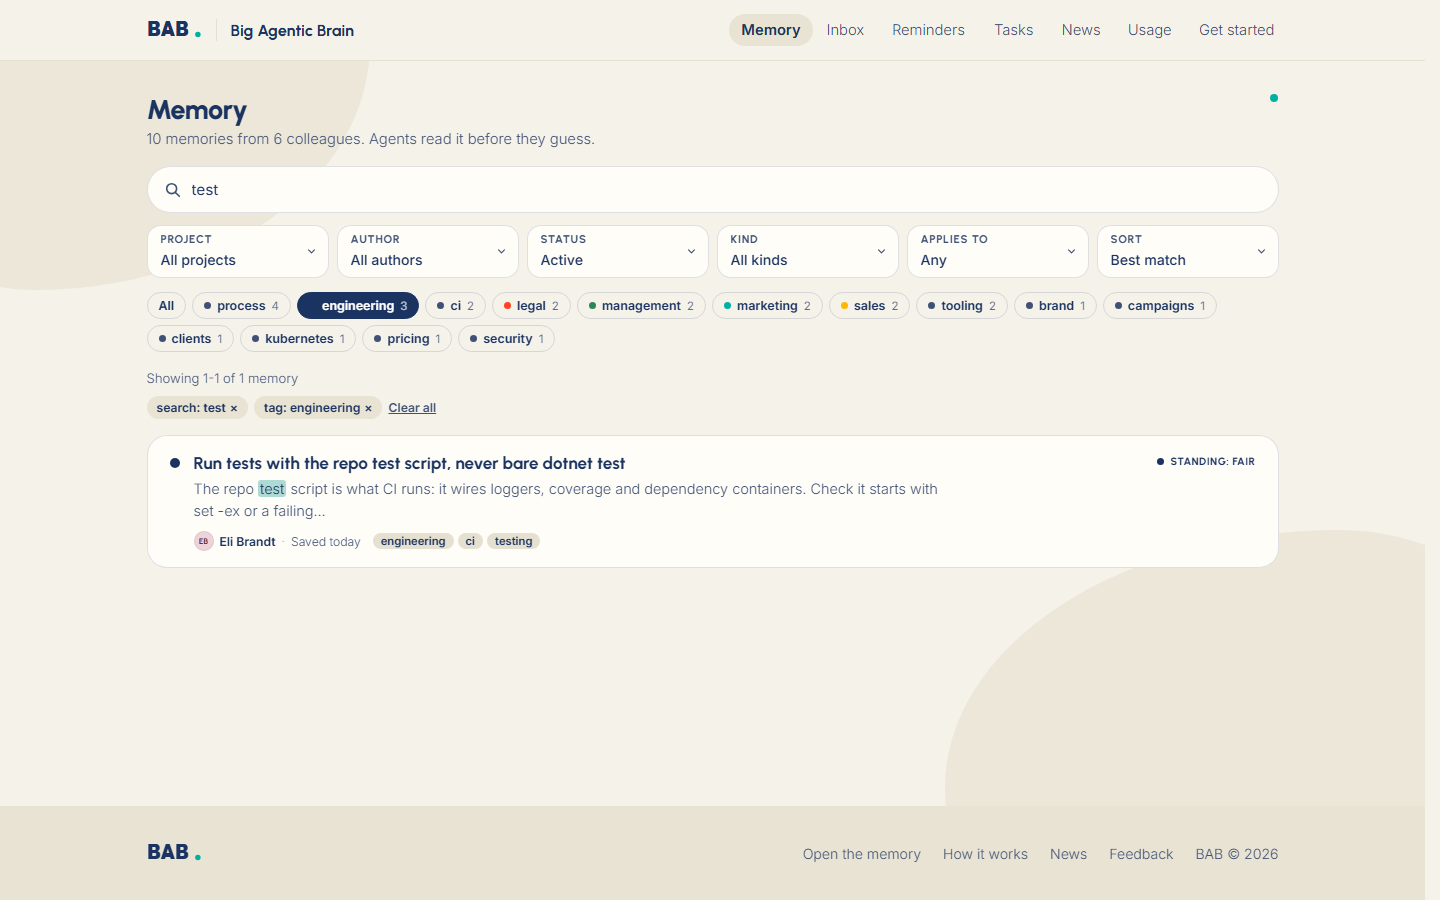 BAB. Big Agentic Brain Memory Inbox Reminders Tasks News Usage Get started
Memory
10 memories from 6 colleagues. Agents read it before they guess.
test
PROJECT AUTHOR STATUS KIND APPLIES TO SORT
All projects All authors Active All kinds Any Best match
All process 4 engineering 3 ci 2 legal 2 management 2 marketing 2 sales 2 tooling 2 brand 1 campaigns 1
clients 1 kubernetes 1 pricing 1 security 1
Showing 1-1 of 1 memory
search: test × tag: engineering × Clear all
Run tests with the repo test script, never bare dotnet test STANDING: FAIR
The repo test script is what CI runs: it wires loggers, coverage and dependency containers. Check it starts with
set -ex or a failing...
EB Eli Brandt · Saved today engineering ci testing
BAB. Open the memory How it works News Feedback BAB © 2026